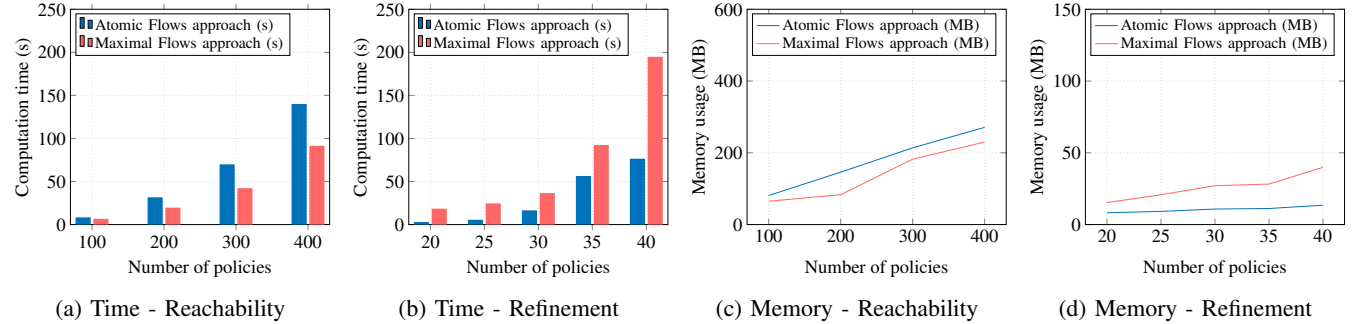 Computation time (s)
250
200
150
100
50
0
Atomic Flows approach (s)
Maximal Flows approach (s)
100 200 300 400
Number of policies
(a) Time - Reachability
Computation time (s)
250
200
150
100
50
0
Atomic Flows approach (s)
Maximal Flows approach (s)
20 25 30 35 40
Number of policies
(b) Time - Refinement
Memory usage (MB)
600
400
200
0
Atomic Flows approach (MB)
Maximal Flows approach (MB)
100 200 300 400
Number of policies
(c) Memory - Reachability
Memory usage (MB)
150
100
50
0
Atomic Flows approach (MB)
Maximal Flows approach (MB)
20 25 30 35 40
Number of policies
(d) Memory - Refinement